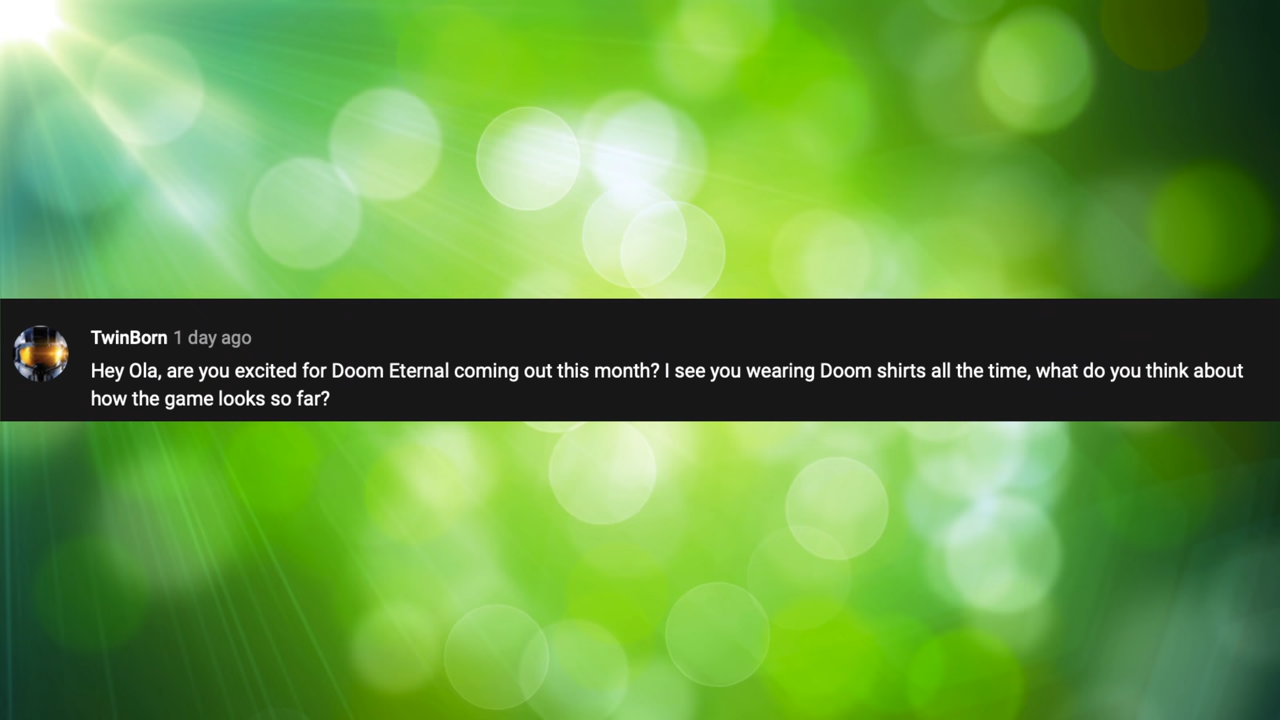 TwinBorn 1 day ago
Hey Ola, are you excited for Doom Eternal coming out this month? I see you wearing Doom shirts all the time, what do you think about
how the game looks so far?